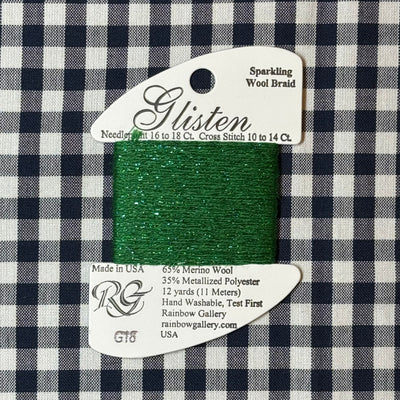 Sparkling
Wool Braid
Glisten
Needlepoint 16 to 18 Ct. Cross Stitch 10 to 14 Ct.
Made in USA
65% Merino Wool
35% Metallized Polyester
12 yards (11 Meters)
Hand Washable, Test First
Rainbow Gallery
rainbowgallery.com
USA
RG
G18